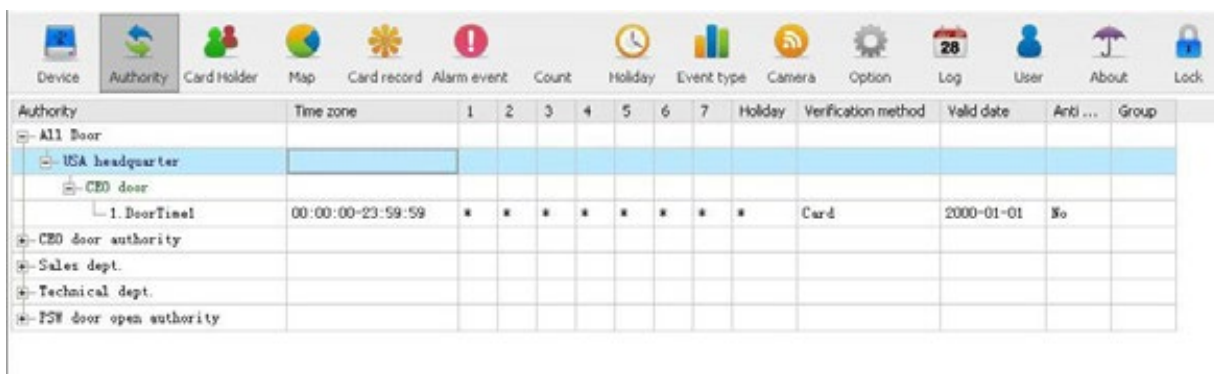 Device Authority Card Holder Map Card record Alarm event Count Holiday Event type Camera 28 Option Log User About Lock
Authority Time zone 1 2 3 4 5 6 7 Holiday Verification method Valid date Anti ... Group
All Door
USA headquarter
CEO door
1.DoorTime1 00:00:00-23:59:59 * * * * * * * * Card 2000-01-01 No
CEO door authority
Sales dept.
Technical dept.
PSW door open authority